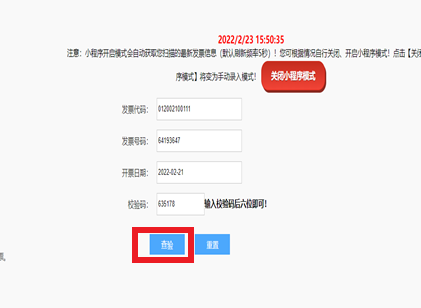 2022/2/23 15:50:35
注意：小程序开启模式会自动获取您扫描的最新发票信息（默认刷新频率5秒）！您可根据情况自行关闭、开启小程序模式！点击【关闭
序模式】将变为手动录入模式！ 关闭小程序模式
发票代码： 012002100111
发票号码： 64193647
开票日期： 2022-02-21
校验码： 635178 输入校验码后六位即可！
查验 重置